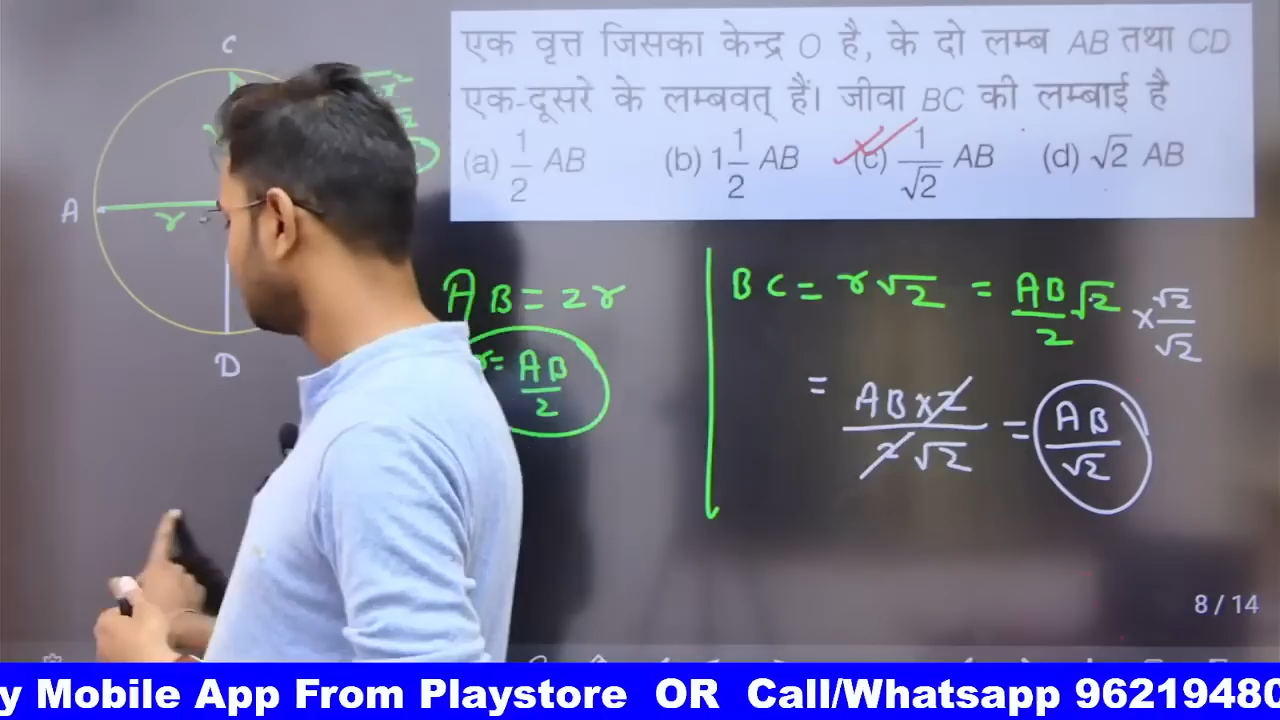 एक वृत्त जिसका केन्द्र O है, के दो लम्ब AB तथा CD
एक-दूसरे के लम्बवत् हैं। जीवा BC की लम्बाई है
(a) 1/2 AB (b) 1 1/2 AB (c) 1/√2 AB (d) √2 AB
C
A
r
D
AB = 2r
r = AB/2
BC = r√2 = AB/2 √2 × √2/√2
= AB×2/2√2 = AB/√2
8 / 14
y Mobile App From Playstore OR Call/Whatsapp 96219480